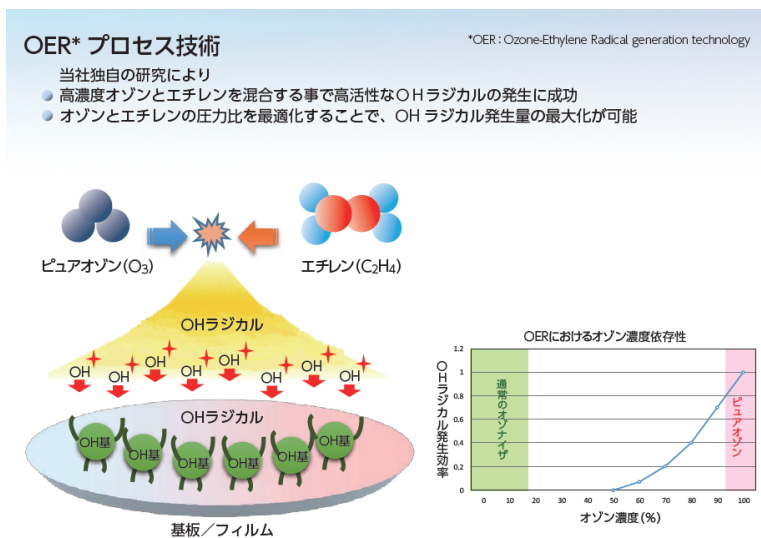 OER* プロセス技術
*OER：Ozone-Ethylene Radical generation technology
当社独自の研究により
高濃度オゾンとエチレンを混合する事で高活性なＯＨラジカルの発生に成功
オゾンとエチレンの圧力比を最適化することで、OH ラジカル発生量の最大化が可能
ピュアオゾン(O3)
エチレン(C2H4)
OHラジカル
OH OH OH OH OH OH OH OH
OHラジカル
OH基 OH基 OH基 OH基 OH基 OH基
基板／フィルム
OERにおけるオゾン濃度依存性
ＯＨラジカル発生効率
1.2
1
0.8
0.6
0.4
0.2
0
通常のオゾナイザ
ピュアオゾン
0 10 20 30 40 50 60 70 80 90 100
オゾン濃度(％)